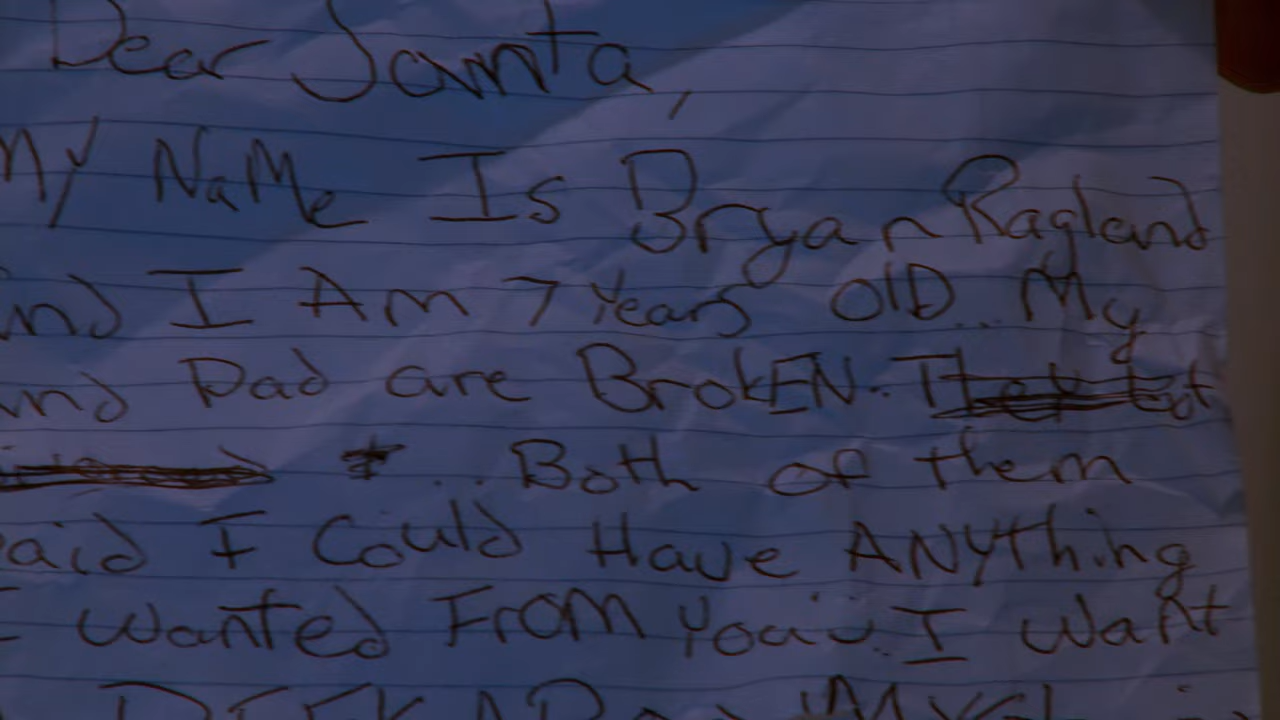 Dear Santa,
My NaMe Is Bryan Ragland
and I Am 7 Years OlD... My
and Dad are BrokEN.
*... Both of them
said I Could Have ANYthing
I wanted FroM you... I waNt